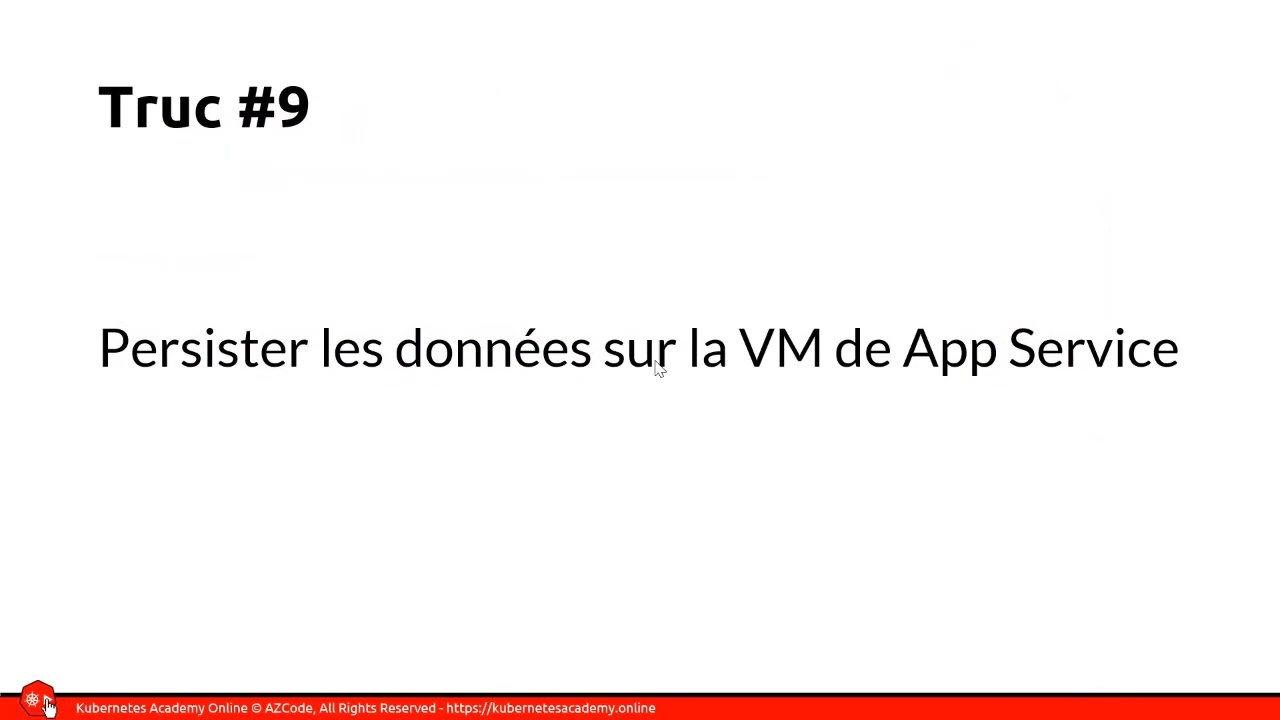 Truc #9
Persister les données sur la VM de App Service
Kubernetes Academy Online © AZCode, All Rights Reserved - https://kubernetesacademy.online